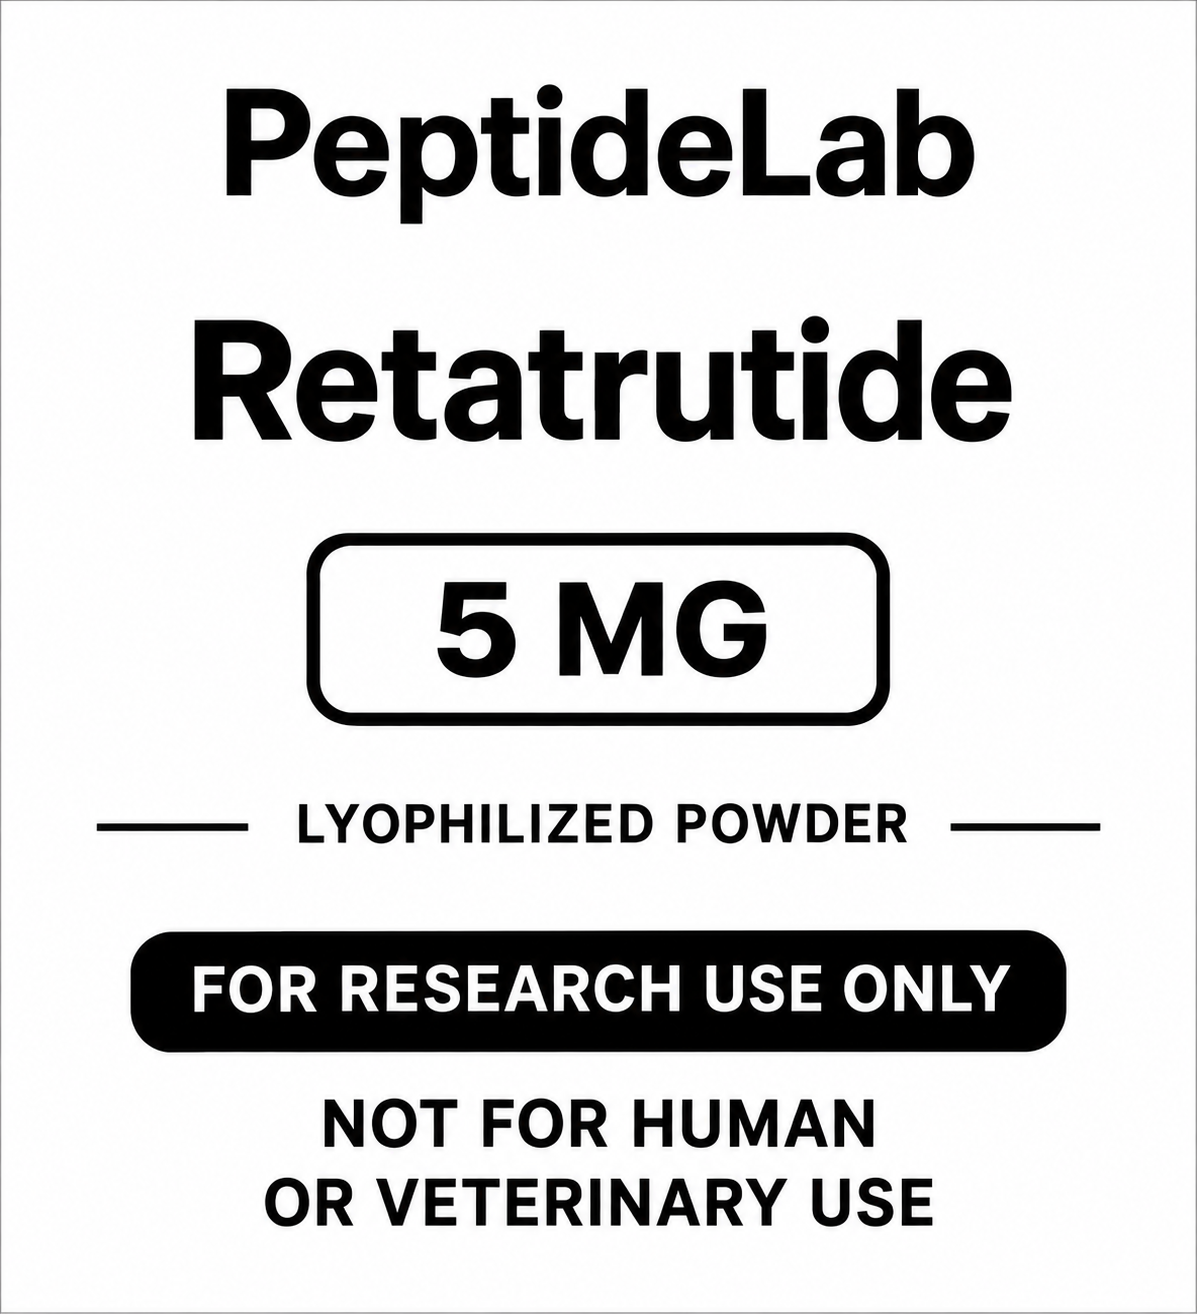 PeptideLab
Retatrutide
5 MG
LYOPHILIZED POWDER
FOR RESEARCH USE ONLY
NOT FOR HUMAN
OR VETERINARY USE